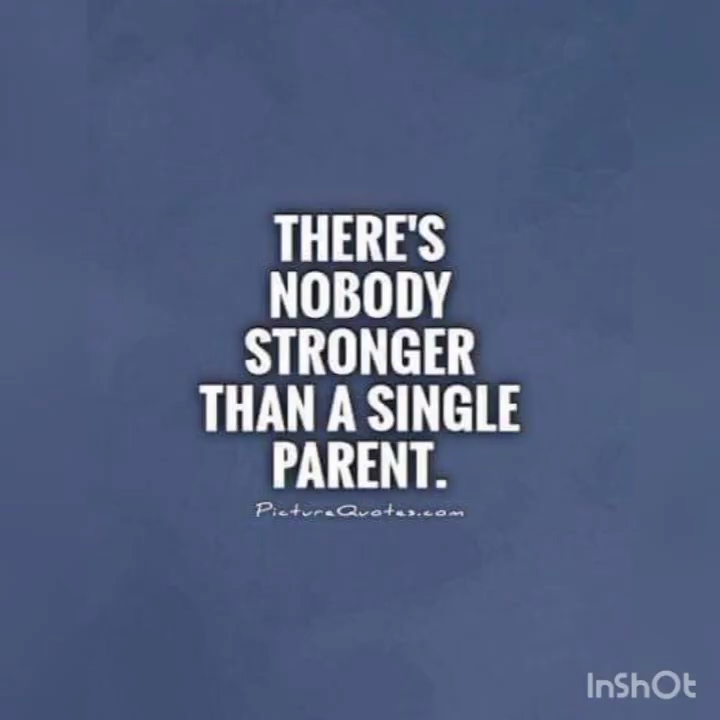 THERE'S
NOBODY
STRONGER
THAN A SINGLE
PARENT.
PictureQuotes.com
InShOt